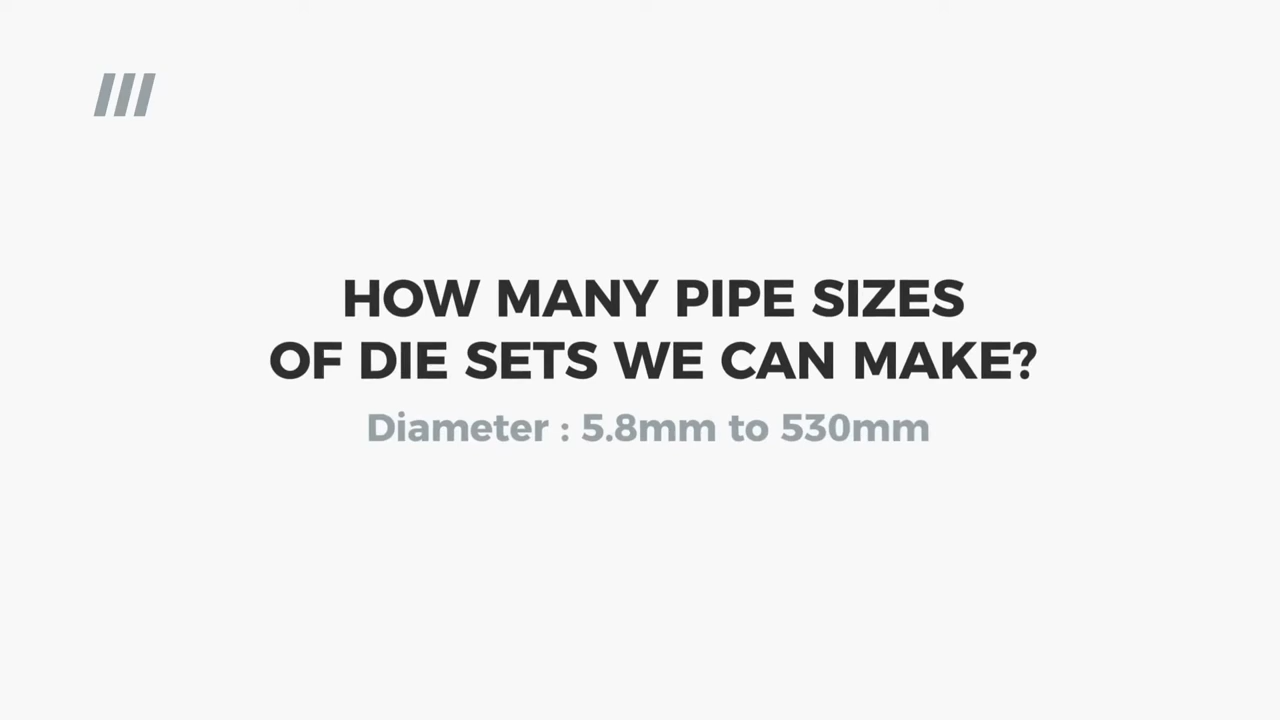 HOW MANY PIPE SIZES
OF DIE SETS WE CAN MAKE?
Diameter : 5.8mm to 530mm